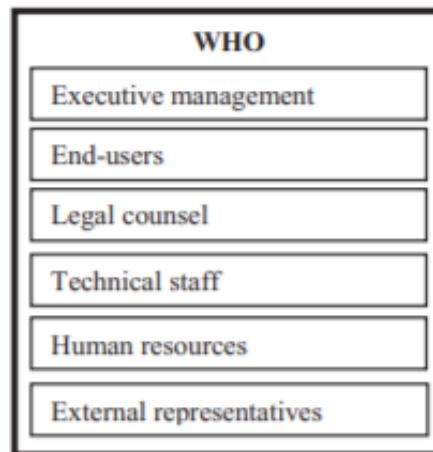 WHO
Executive management
End-users
Legal counsel
Technical staff
Human resources
External representatives